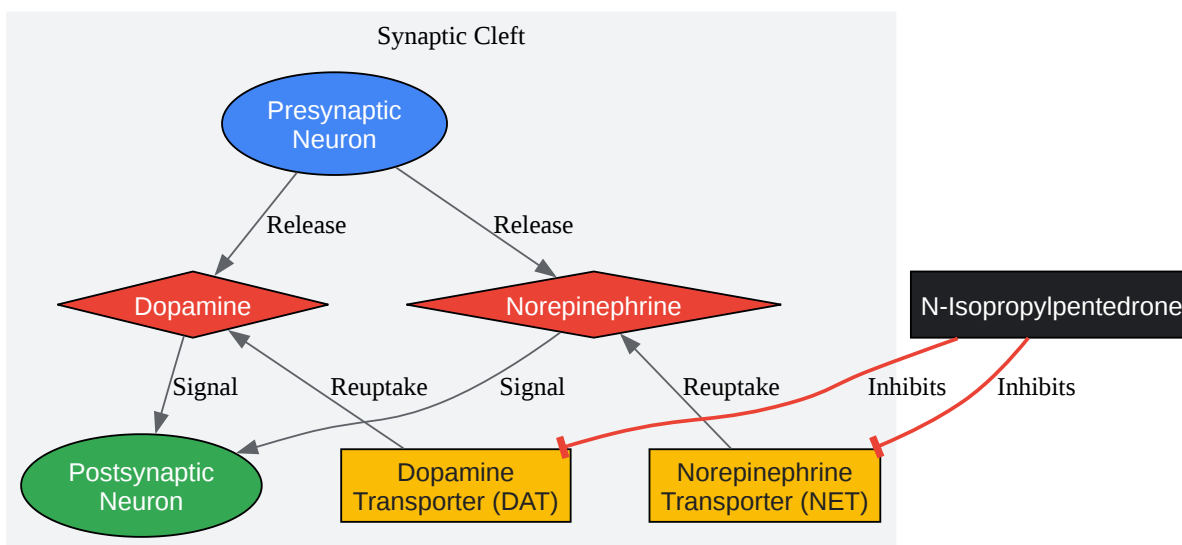 Synaptic Cleft
Presynaptic
Neuron
Release
Release
Dopamine
Norepinephrine
N-Isopropylpentedrone
Signal
Reuptake
Signal
Reuptake
Inhibits
Inhibits
Postsynaptic
Neuron
Dopamine
Transporter (DAT)
Norepinephrine
Transporter (NET)